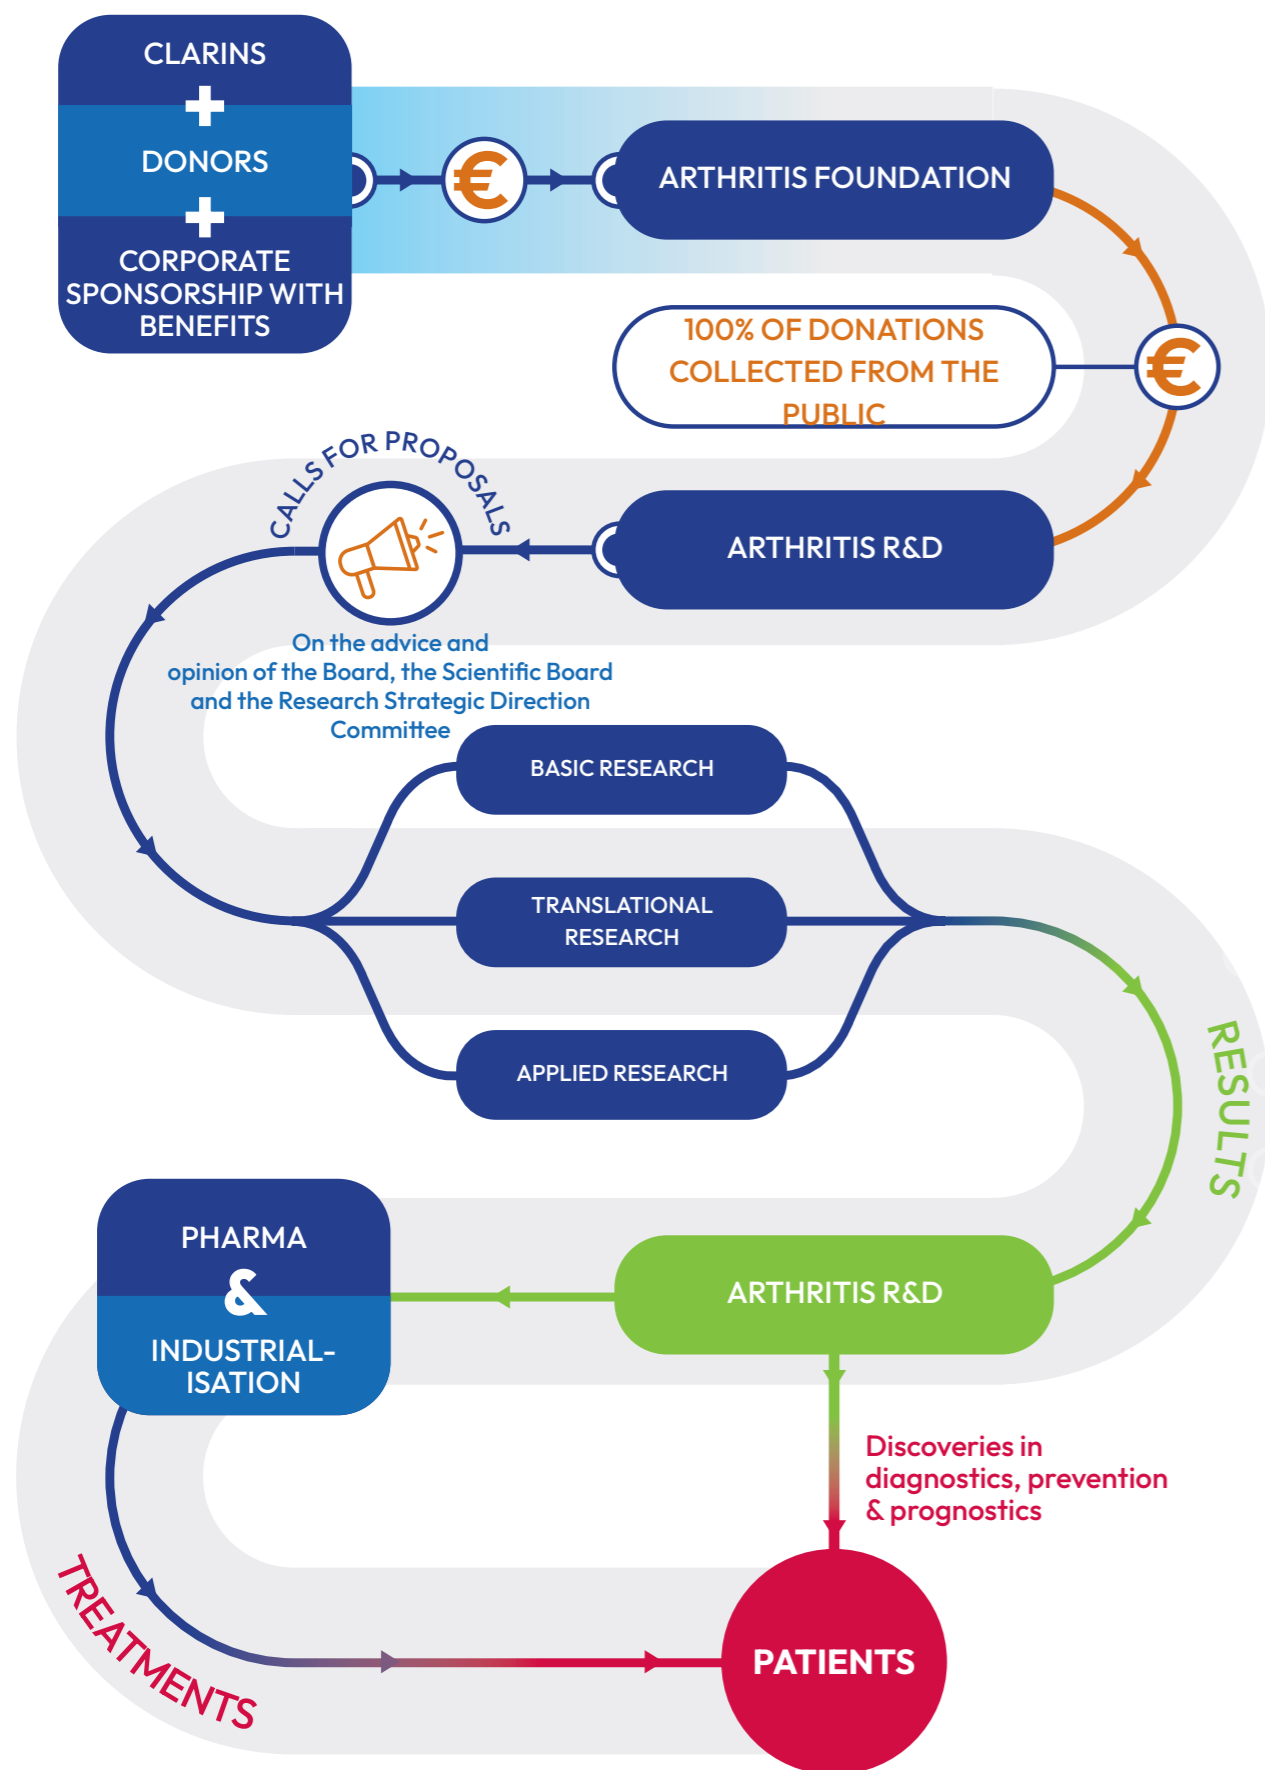 CLARINS
+
DONORS
+
CORPORATE
SPONSORSHIP WITH
BENEFITS
€
ARTHRITIS FOUNDATION
100% OF DONATIONS
COLLECTED FROM THE
PUBLIC
€
CALLS FOR PROPOSALS
ARTHRITIS R&D
On the advice and
opinion of the Board, the Scientific Board
and the Research Strategic Direction
Committee
BASIC RESEARCH
TRANSLATIONAL
RESEARCH
APPLIED RESEARCH
RESULTS
PHARMA
&
INDUSTRIAL-
ISATION
ARTHRITIS R&D
Discoveries in
diagnostics, prevention
& prognostics
TREATMENTS
PATIENTS